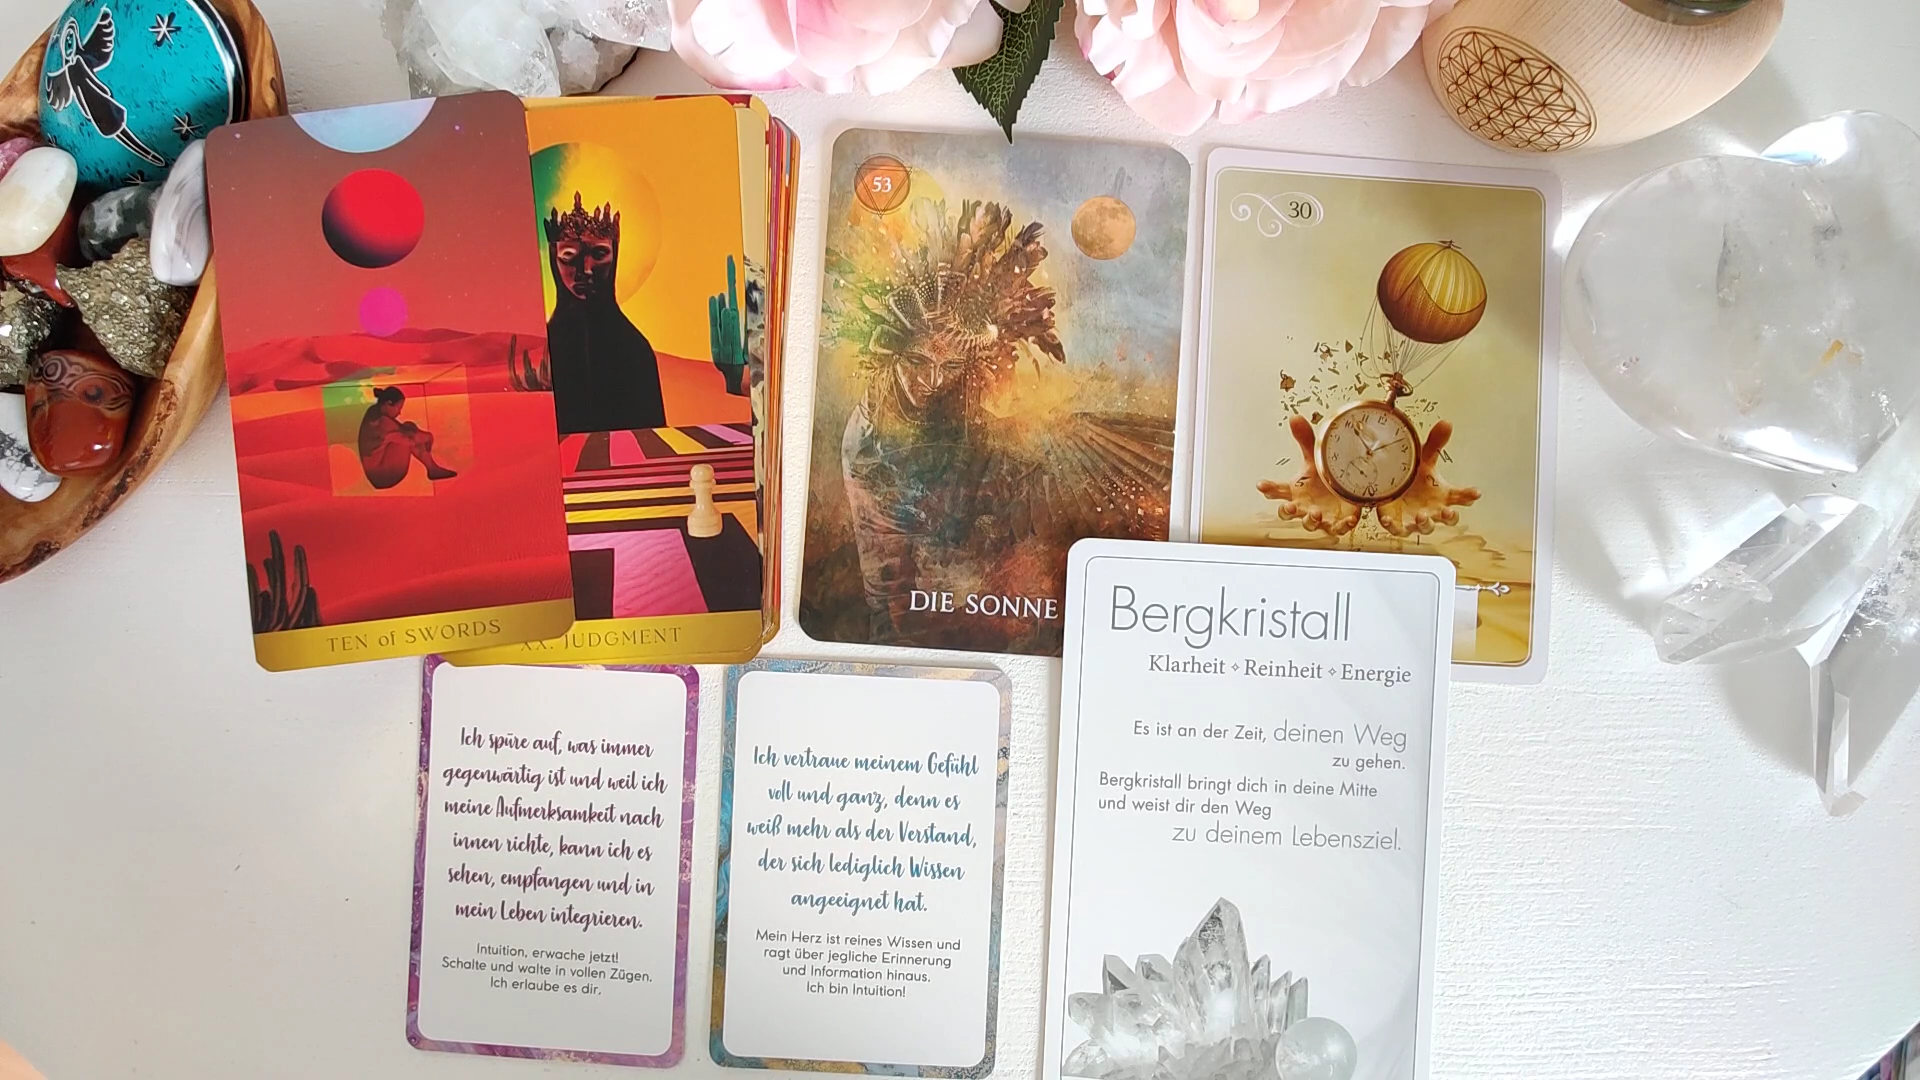 TEN of SWORDS
XX. JUDGMENT
53
DIE SONNE
30
Ich spüre auf, was immer
gegenwärtig ist und weil ich
meine Aufmerksamkeit nach
innen richte, kann ich es
sehen, empfangen und in
mein Leben integrieren.
Intuition, erwache jetzt!
Schalte und walte in vollen Zügen.
Ich erlaube es dir.
Ich vertraue meinem Gefühl
voll und ganz, denn es
weiß mehr als der Verstand,
der sich lediglich Wissen
angeeignet hat.
Mein Herz ist reines Wissen und
ragt über jegliche Erinnerung
und Information hinaus.
Ich bin Intuition!
Bergkristall
Klarheit ⋄ Reinheit ⋄ Energie
Es ist an der Zeit, deinen Weg
zu gehen.
Bergkristall bringt dich in deine Mitte
und weist dir den Weg
zu deinem Lebensziel.